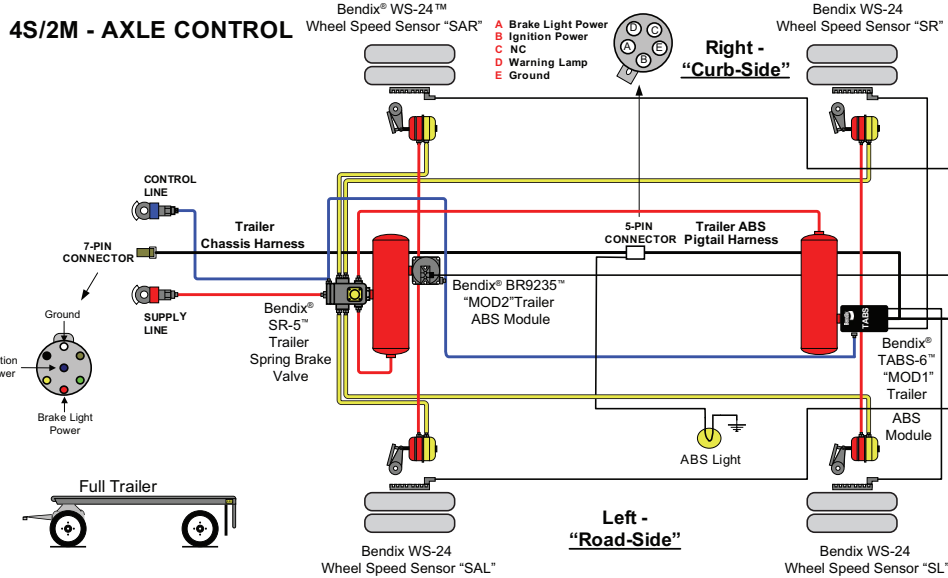 4S/2M - AXLE CONTROL
Bendix® WS-24™
Wheel Speed Sensor “SAR”
A Brake Light Power
B Ignition Power
C NC
D Warning Lamp
E Ground
D
C
A
E
B
Right -
“Curb-Side”
Bendix WS-24
Wheel Speed Sensor “SR”
CONTROL
LINE
7-PIN
CONNECTOR
Trailer
Chassis Harness
5-PIN
CONNECTOR
Trailer ABS
Pigtail Harness
SUPPLY
LINE
Bendix®
SR-5™
Trailer
Spring Brake
Valve
Bendix® BR9235™
“MOD2”Trailer
ABS Module
TABS
Bendix®
TABS-6™
“MOD1”
Trailer
ABS
Module
Ground
Brake Light
Power
ABS Light
Full Trailer
Left -
“Road-Side”
Bendix WS-24
Wheel Speed Sensor “SAL”
Bendix WS-24
Wheel Speed Sensor “SL”